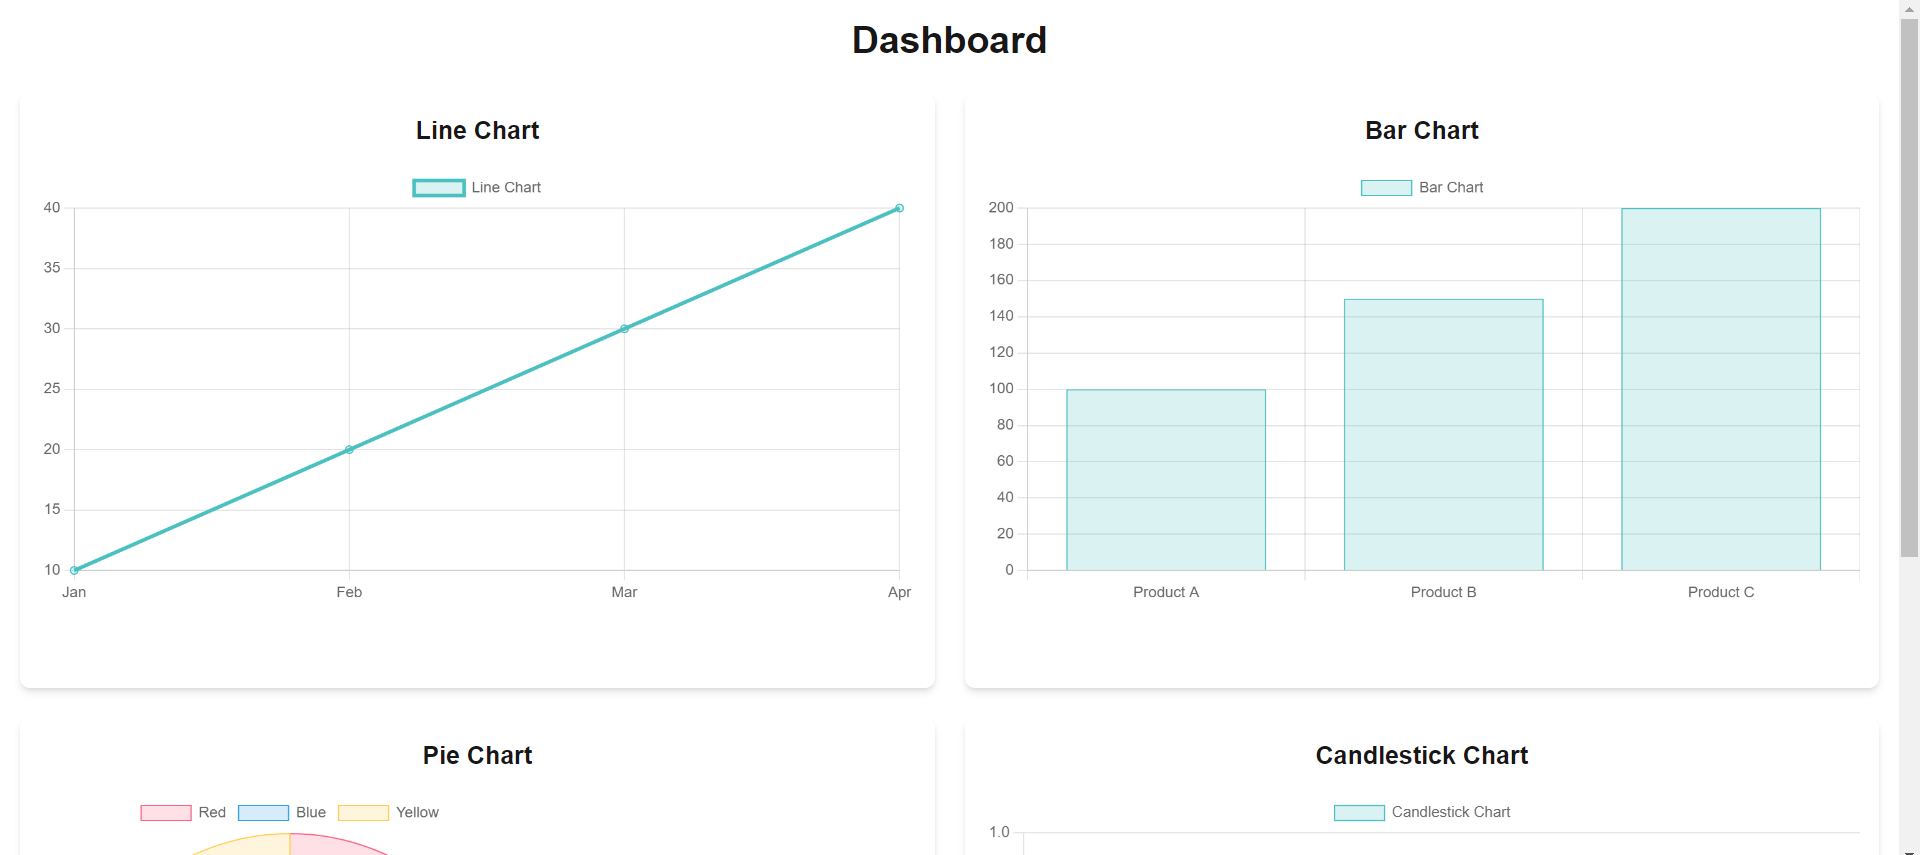 Dashboard
Line Chart
Line Chart
40
35
30
25
20
15
10
Jan Feb Mar Apr
Bar Chart
Bar Chart
200
180
160
140
120
100
80
60
40
20
0
Product A Product B Product C
Pie Chart
Red Blue Yellow
Candlestick Chart
Candlestick Chart
1.0